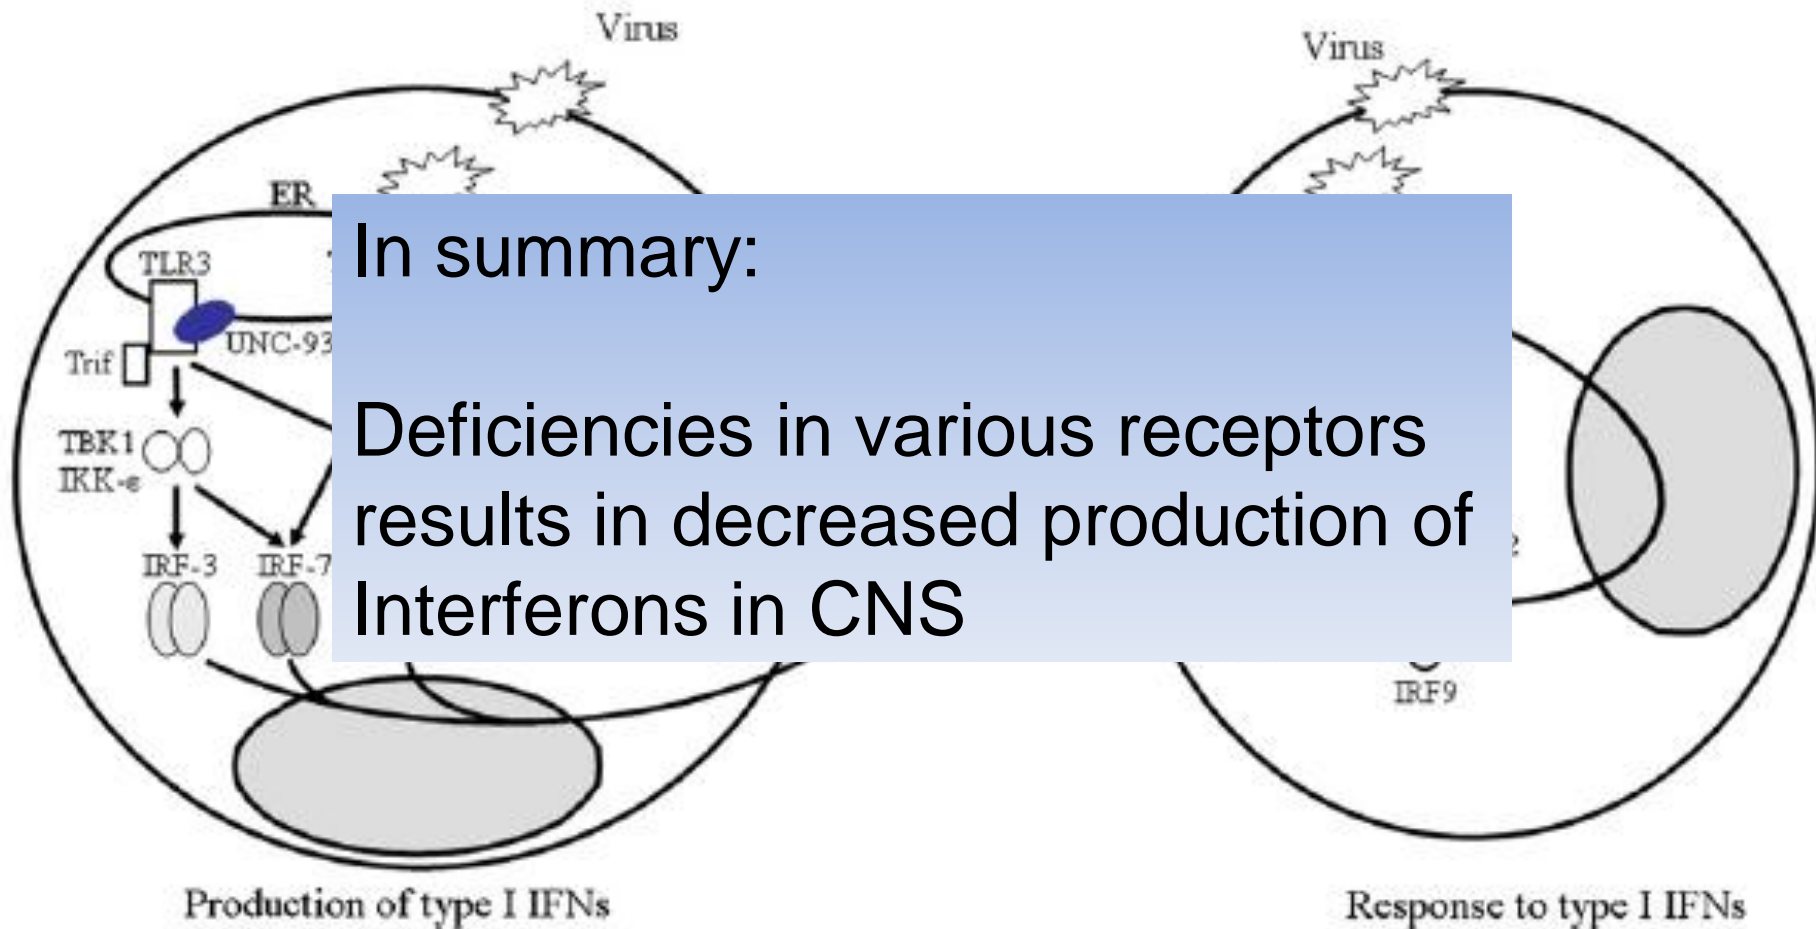 Virus
Virus
ER
TLR3
UNC-93
Trif
TBK1
IKK-ε
IRF-3
IRF-7
In summary:
Deficiencies in various receptors
results in decreased production of
Interferons in CNS
2
IRF9
Production of type I IFNs
Response to type I IFNs